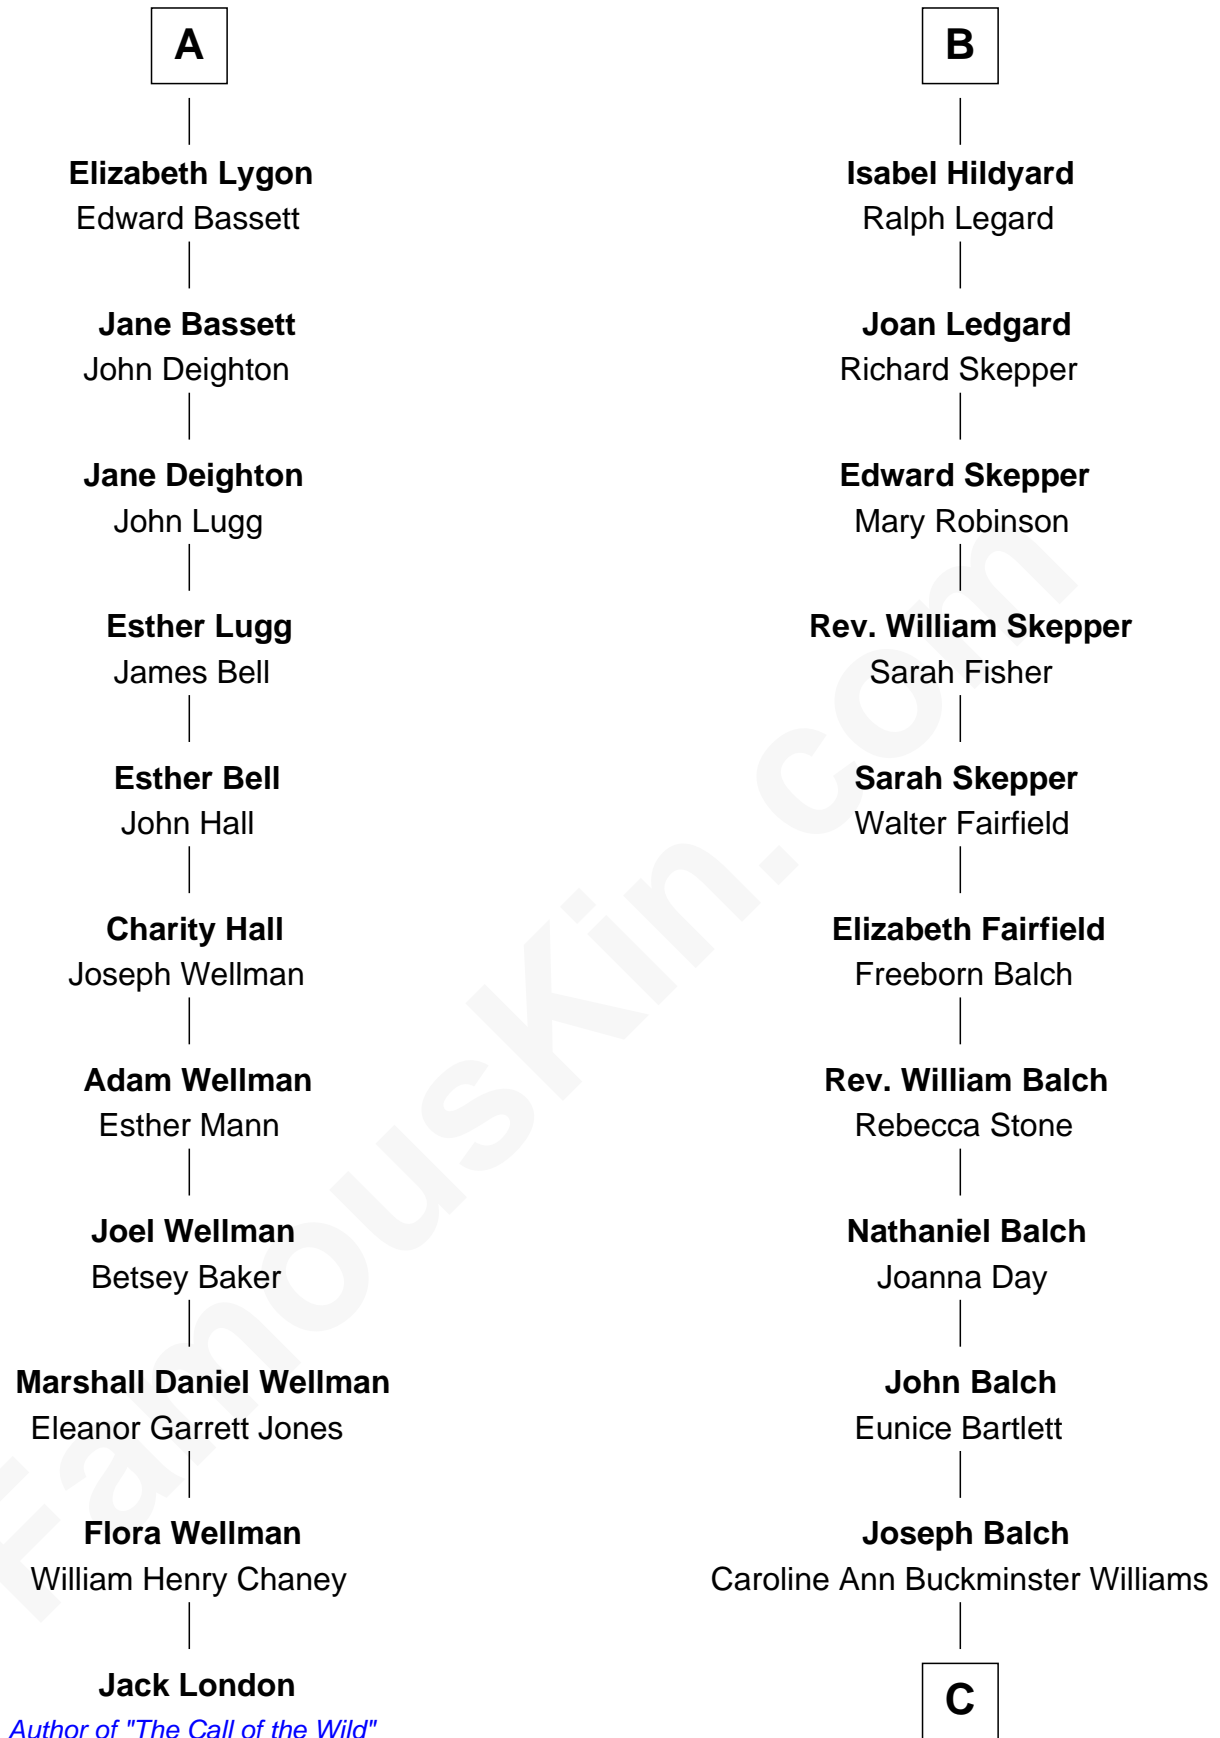 A
Elizabeth Lygon
Edward Bassett
Jane Bassett
John Deighton
Jane Deighton
John Lugg
Esther Lugg
James Bell
Esther Bell
John Hall
Charity Hall
Joseph Wellman
Adam Wellman
Esther Mann
Joel Wellman
Betsey Baker
Marshall Daniel Wellman
Eleanor Garrett Jones
Flora Wellman
William Henry Chaney
Jack London
Author of "The Call of the Wild"
B
Isabel Hildyard
Ralph Legard
Joan Ledgard
Richard Skepper
Edward Skepper
Mary Robinson
Rev. William Skepper
Sarah Fisher
Sarah Skepper
Walter Fairfield
Elizabeth Fairfield
Freeborn Balch
Rev. William Balch
Rebecca Stone
Nathaniel Balch
Joanna Day
John Balch
Eunice Bartlett
Joseph Balch
Caroline Ann Buckminster Williams
C
FamousKin.com